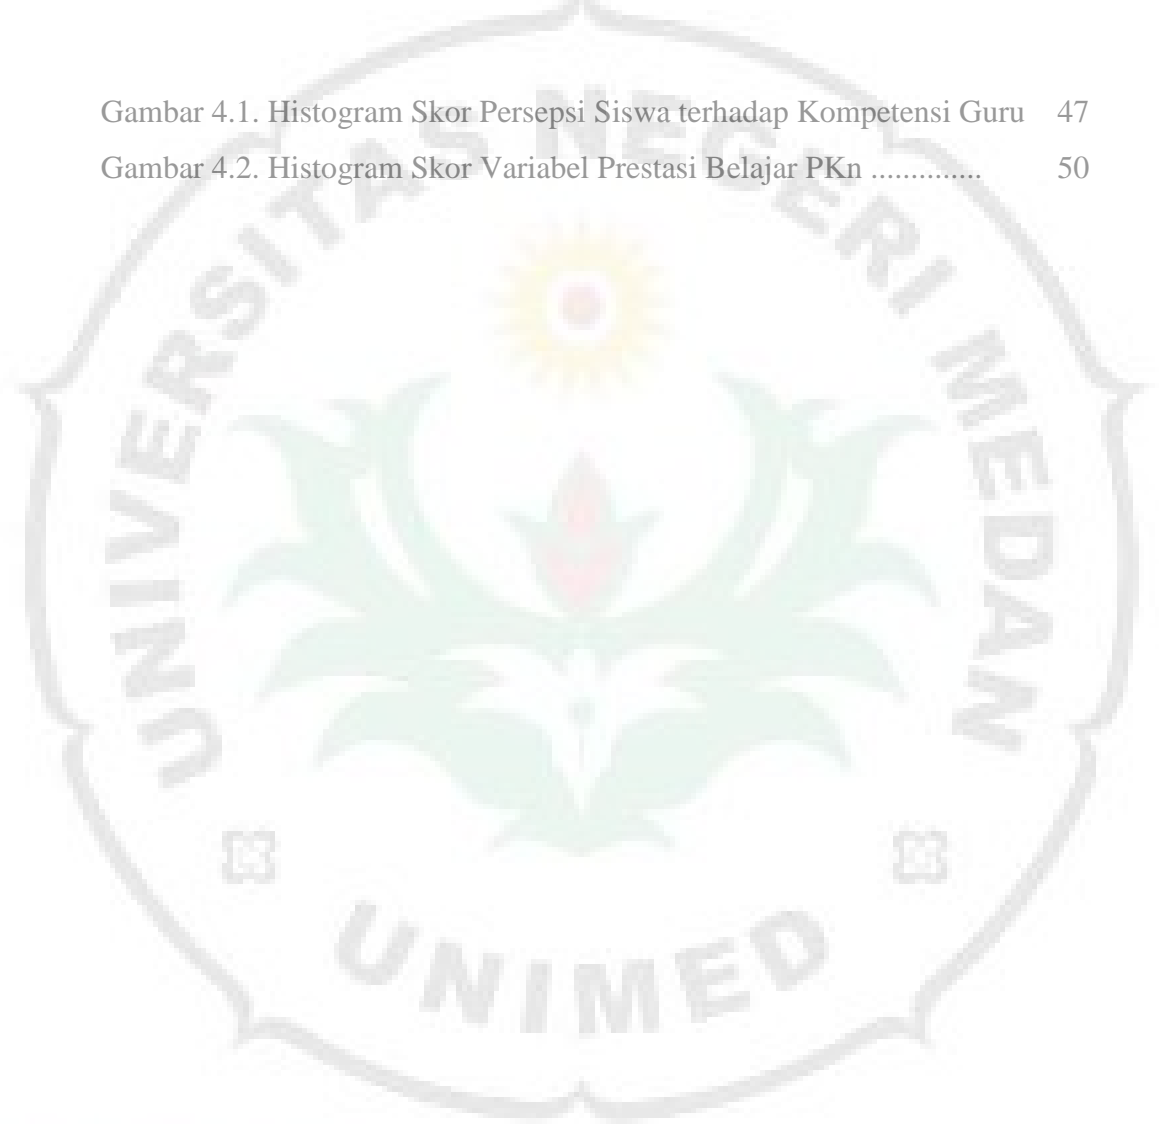 Gambar 4.1. Histogram Skor Persepsi Siswa terhadap Kompetensi Guru 47
Gambar 4.2. Histogram Skor Variabel Prestasi Belajar PKn .............. 50
UNIVERSITAS NEGERI MEDAN
UNIMED